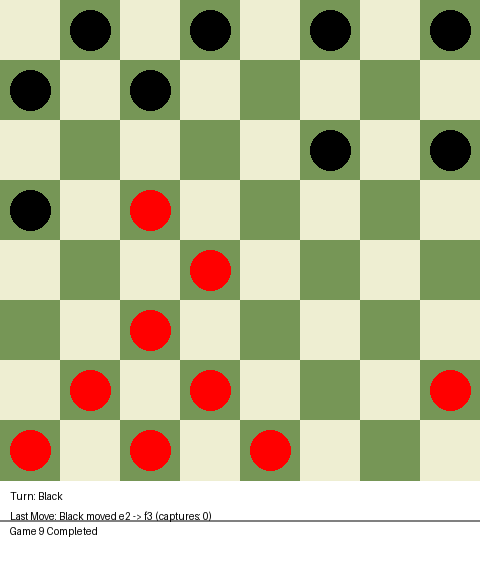 Turn: Black
Last Move: Black moved e2 -> f3 (captures: 0)
Game 9 Completed